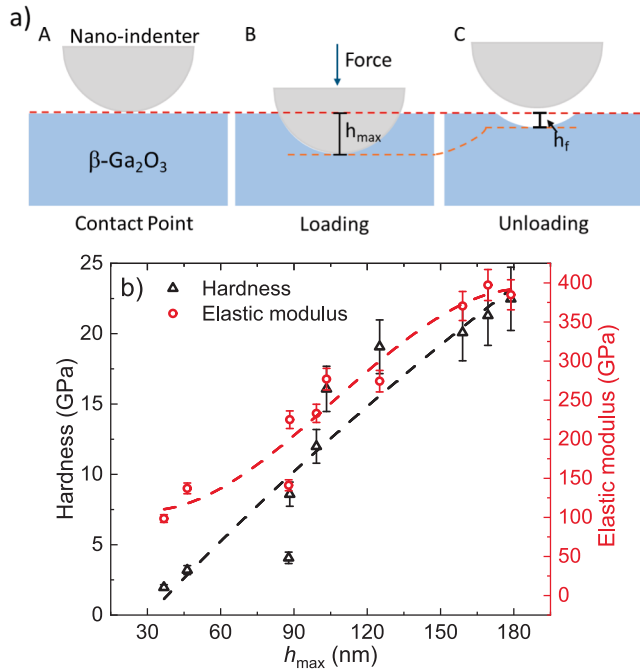 a)
A
Nano-indenter
B
Force
C
h_max
h_f
β-Ga₂O₃
Contact Point
Loading
Unloading
b)
Hardness
Elastic modulus
25
20
15
10
5
0
Hardness (GPa)
400
350
300
250
200
150
100
50
0
Elastic modulus (GPa)
30
60
90
120
150
180
h_max (nm)